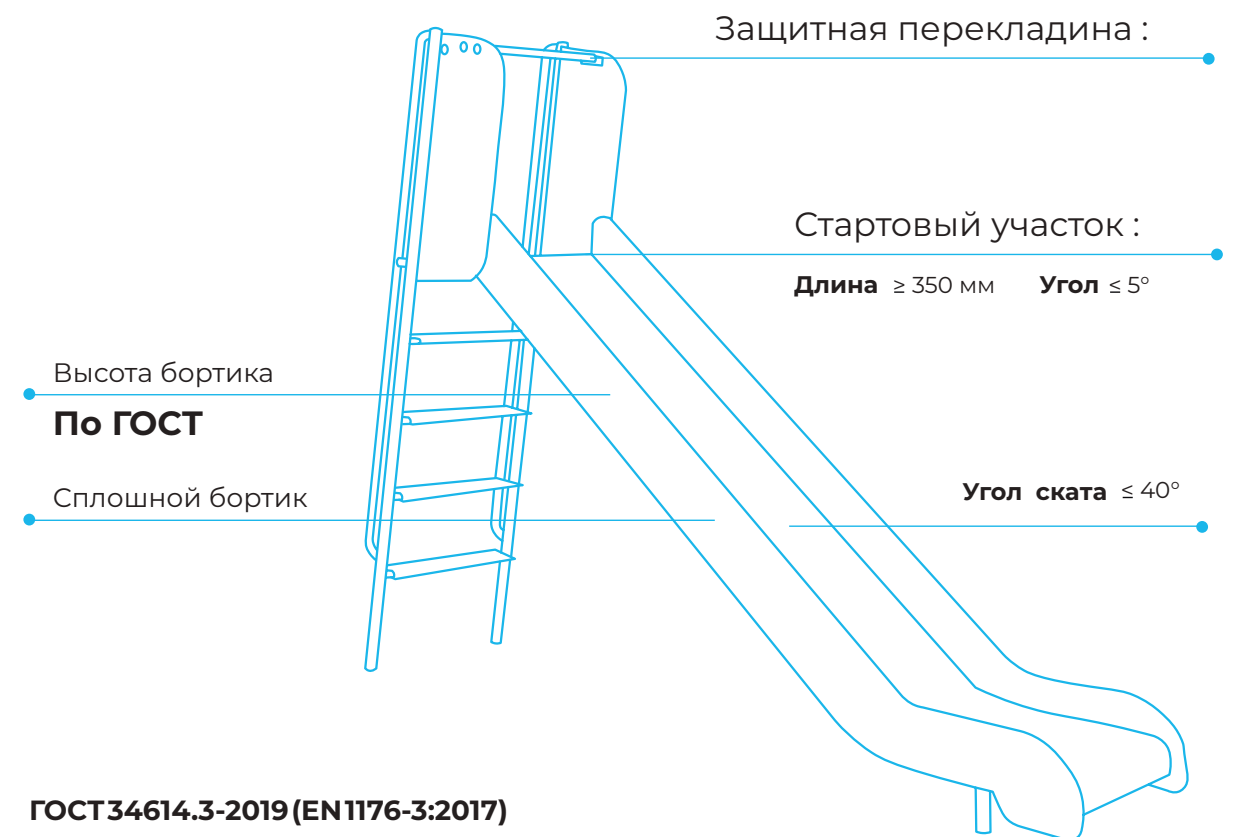 Защитная перекладина :
Стартовый участок :
Длина ≥ 350 мм Угол ≤ 5°
Высота бортика
По ГОСТ
Сплошной бортик
Угол ската ≤ 40°
ГОСТ 34614.3-2019 (EN 1176-3:2017)